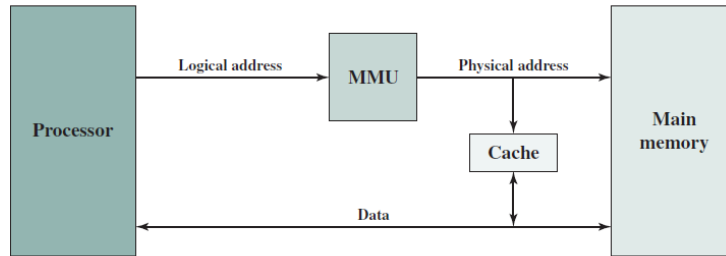 Logical address
Physical address
MMU
Processor
Main
memory
Cache
Data